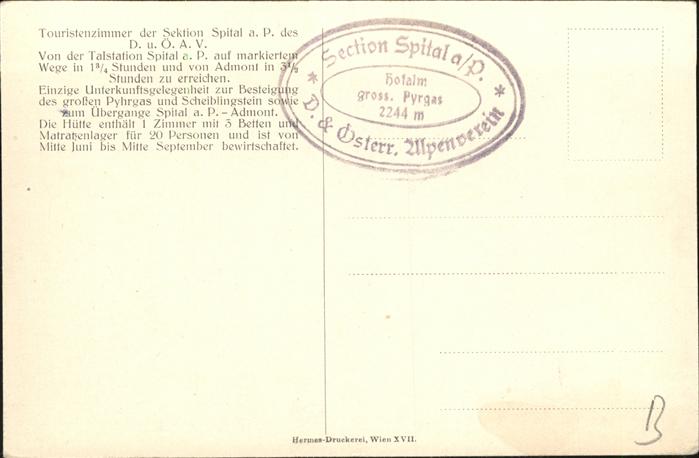 Touristenzimmer der Sektion Spital a. P. des
D. u. Ö. A. V.
Von der Talstation Spital a. P. auf markiertem
Wege in 1¾ Stunden und von Admont in 3½
Stunden zu erreichen.
Einzige Unterkunftsgelegenheit zur Besteigung
des großen Pyhrgas und Scheiblingstein sowie
zum Übergange Spital a. P. - Admont.
Die Hütte enthält 1 Zimmer mit 3 Betten und
Matratzenlager für 20 Personen und ist von
Mitte Juni bis Mitte September bewirtschaftet.
* Section Spital a/P. *
Hofalm
gross. Pyrgas
2244 m
D. & Österr. Alpenverein
Hermes-Druckerei, Wien XVII.
B